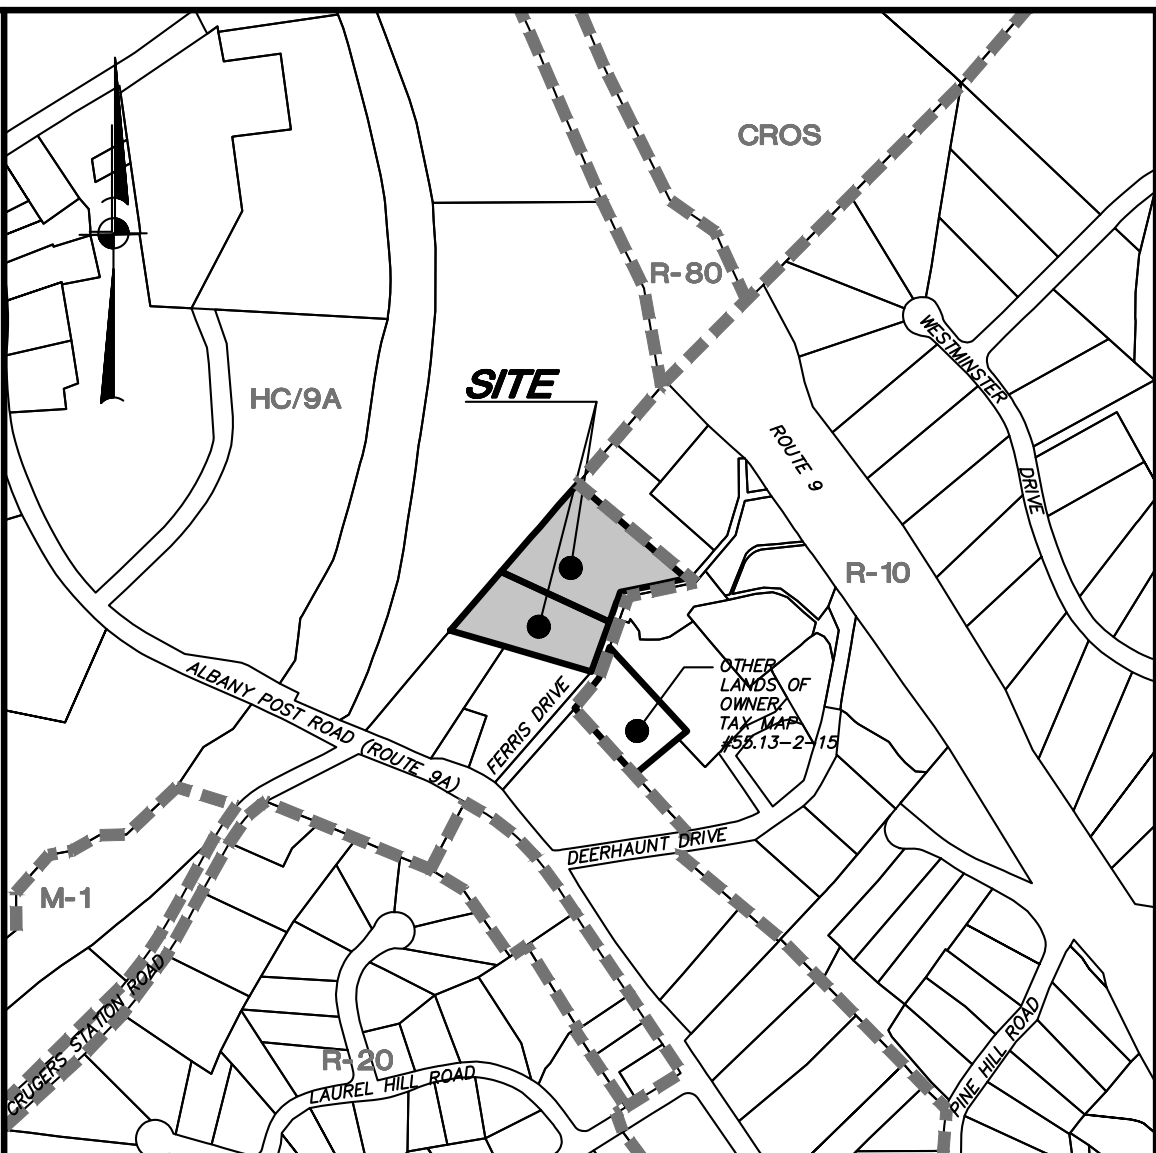 CROS
R-80
WESTMINSTER
DRIVE
HC/9A
SITE
ROUTE 9
R-10
OTHER
LANDS OF
OWNER.
TAX MAP
#55.13-2-15
ALBANY POST ROAD (ROUTE 9A)
FERRIS DRIVE
DEERHAUNT DRIVE
M-1
CRUGERS STATION ROAD
R-20
LAUREL HILL ROAD
PINE HILL ROAD